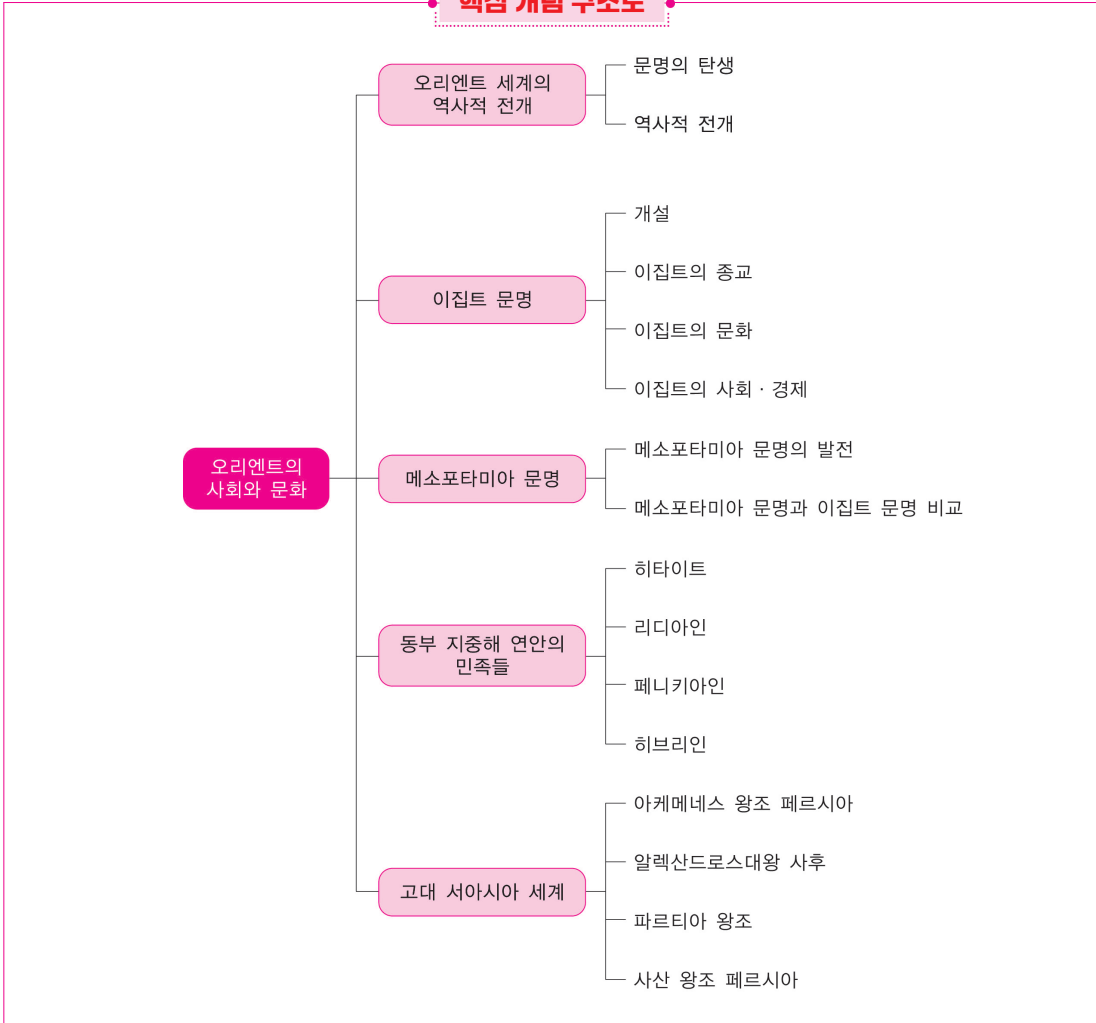 핵심 개념 구조도
오리엔트 세계의
역사적 전개
문명의 탄생
역사적 전개
이집트 문명
개설
이집트의 종교
이집트의 문화
이집트의 사회 · 경제
오리엔트의
사회와 문화
메소포타미아 문명
메소포타미아 문명의 발전
메소포타미아 문명과 이집트 문명 비교
동부 지중해 연안의
민족들
히타이트
리디아인
페니키아인
히브리인
고대 서아시아 세계
아케메네스 왕조 페르시아
알렉산드로스대왕 사후
파르티아 왕조
사산 왕조 페르시아